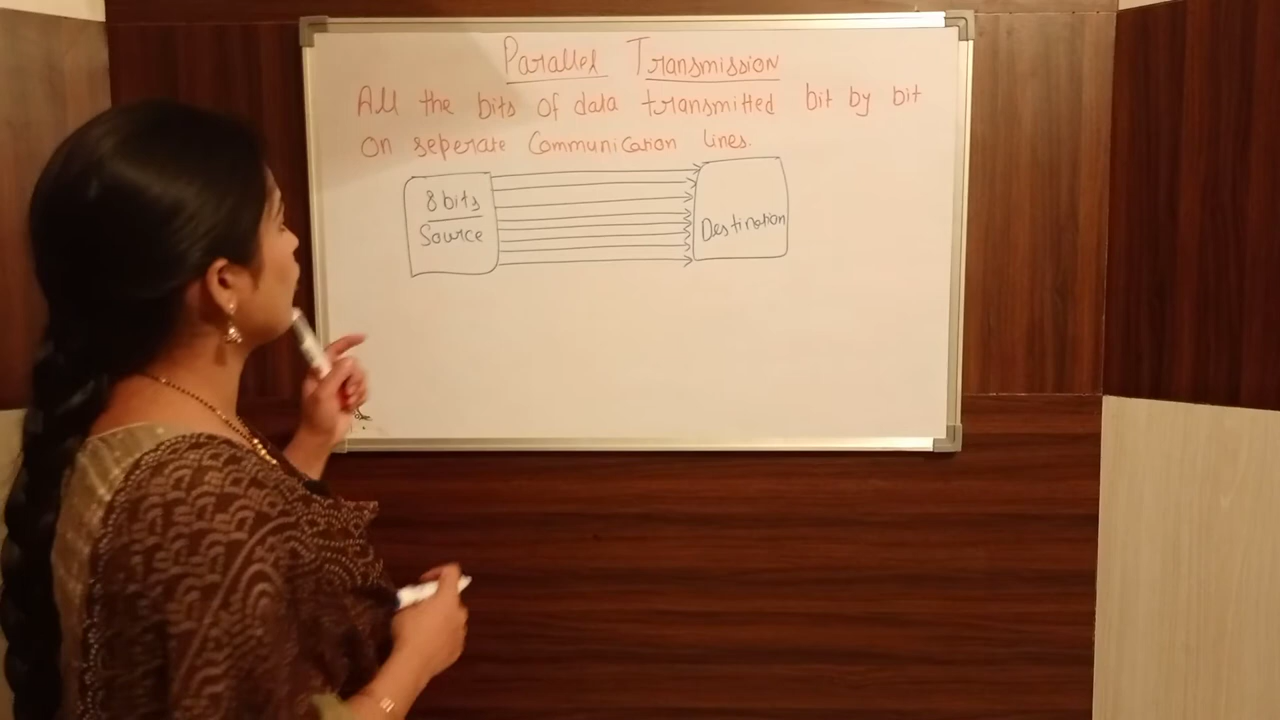 Parallel Transmission
All the bits of data transmitted bit by bit
on seperate Communication lines.
8 bits
Source
Destination